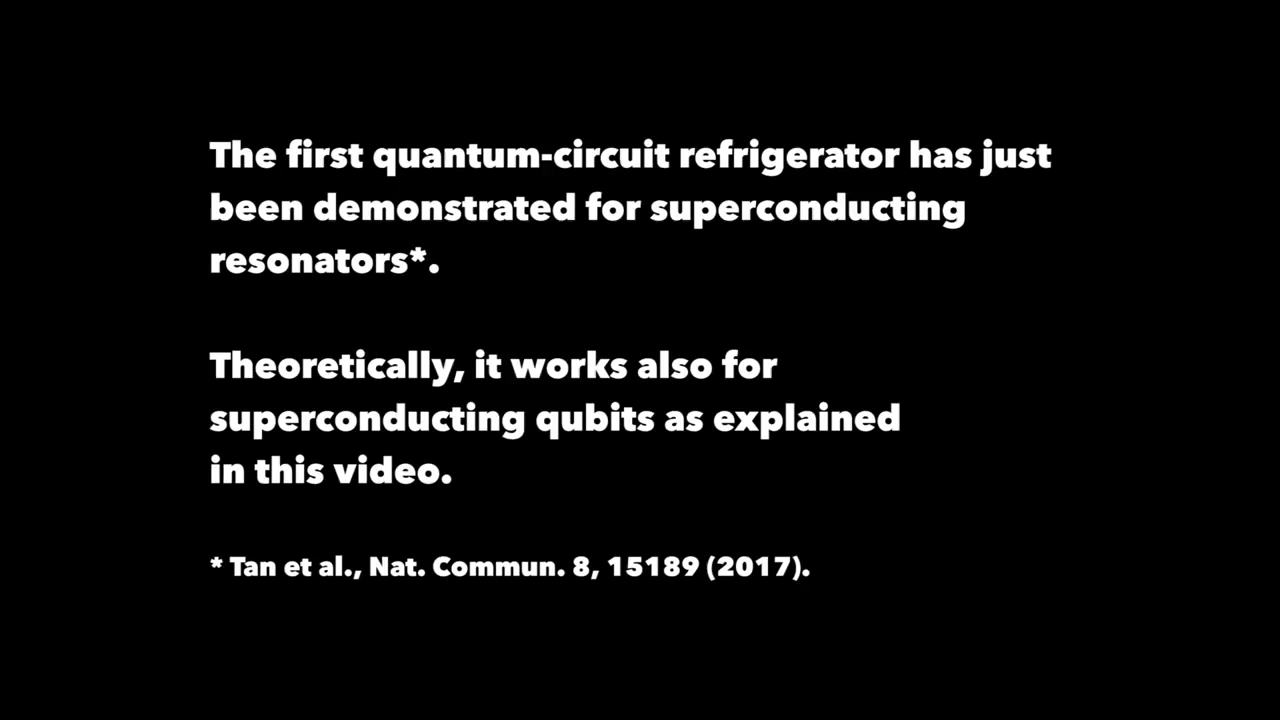 The first quantum-circuit refrigerator has just
been demonstrated for superconducting
resonators*.
Theoretically, it works also for
superconducting qubits as explained
in this video.
* Tan et al., Nat. Commun. 8, 15189 (2017).